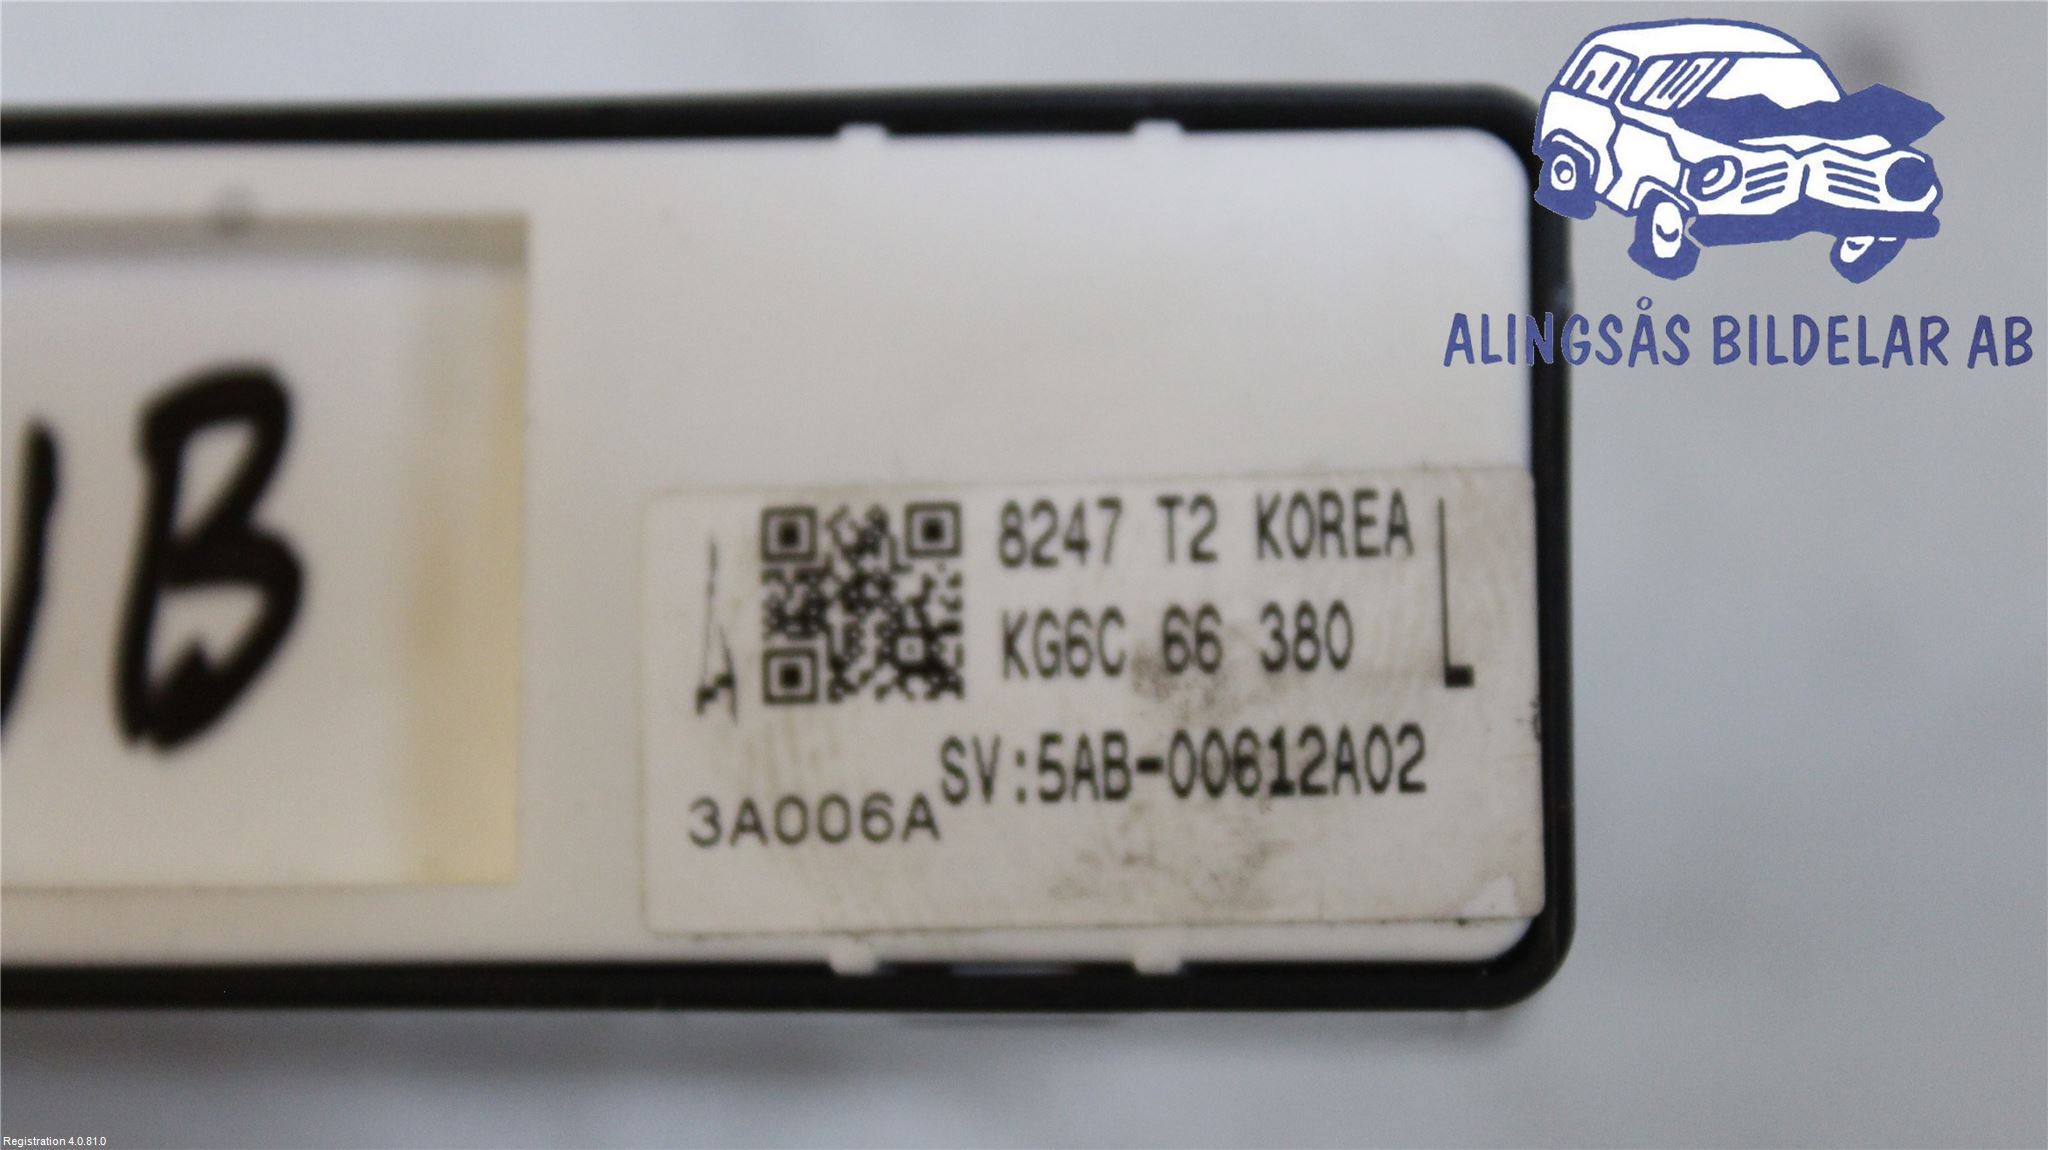 ALINGSÅS BILDELAR AB
B
A
8247 T2 KOREA
L
KG6C 66 380
SV:5AB-00612A02
3A006A
Registration 4.0.81.0